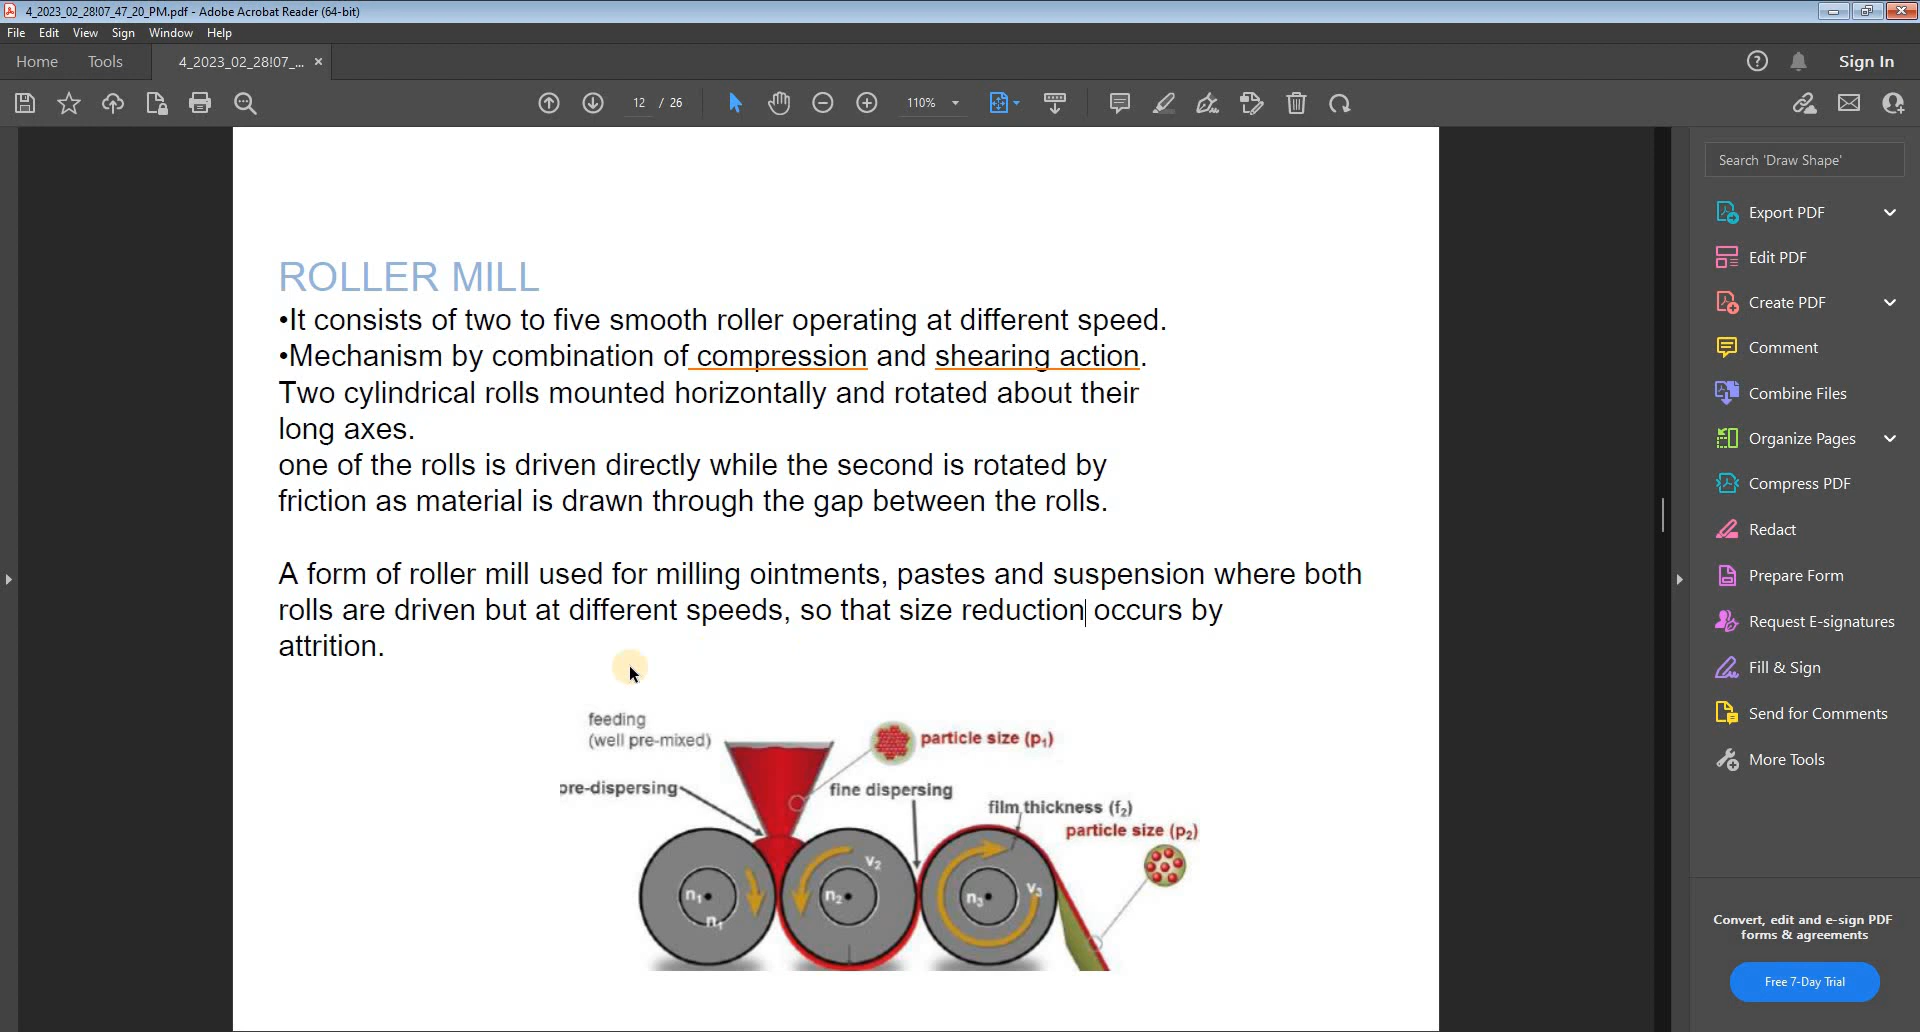 4_2023_02_28!07_47_20_PM.pdf - Adobe Acrobat Reader (64-bit)
File Edit View Sign Window Help
Home Tools 4_2023_02_28!07_... × Sign In
12 / 26 110%
ROLLER MILL
•It consists of two to five smooth roller operating at different speed.
•Mechanism by combination of compression and shearing action.
Two cylindrical rolls mounted horizontally and rotated about their
long axes.
one of the rolls is driven directly while the second is rotated by
friction as material is drawn through the gap between the rolls.
A form of roller mill used for milling ointments, pastes and suspension where both
rolls are driven but at different speeds, so that size reduction occurs by
attrition.
feeding
(well pre-mixed)
particle size (p₁)
pre-dispersing
fine dispersing
film thickness (f₂)
particle size (p₂)
v₂
n₁ n₂ n₃ v₃
n₁
Search 'Draw Shape'
Export PDF
Edit PDF
Create PDF
Comment
Combine Files
Organize Pages
Compress PDF
Redact
Prepare Form
Request E-signatures
Fill & Sign
Send for Comments
More Tools
Convert, edit and e-sign PDF
forms & agreements
Free 7-Day Trial